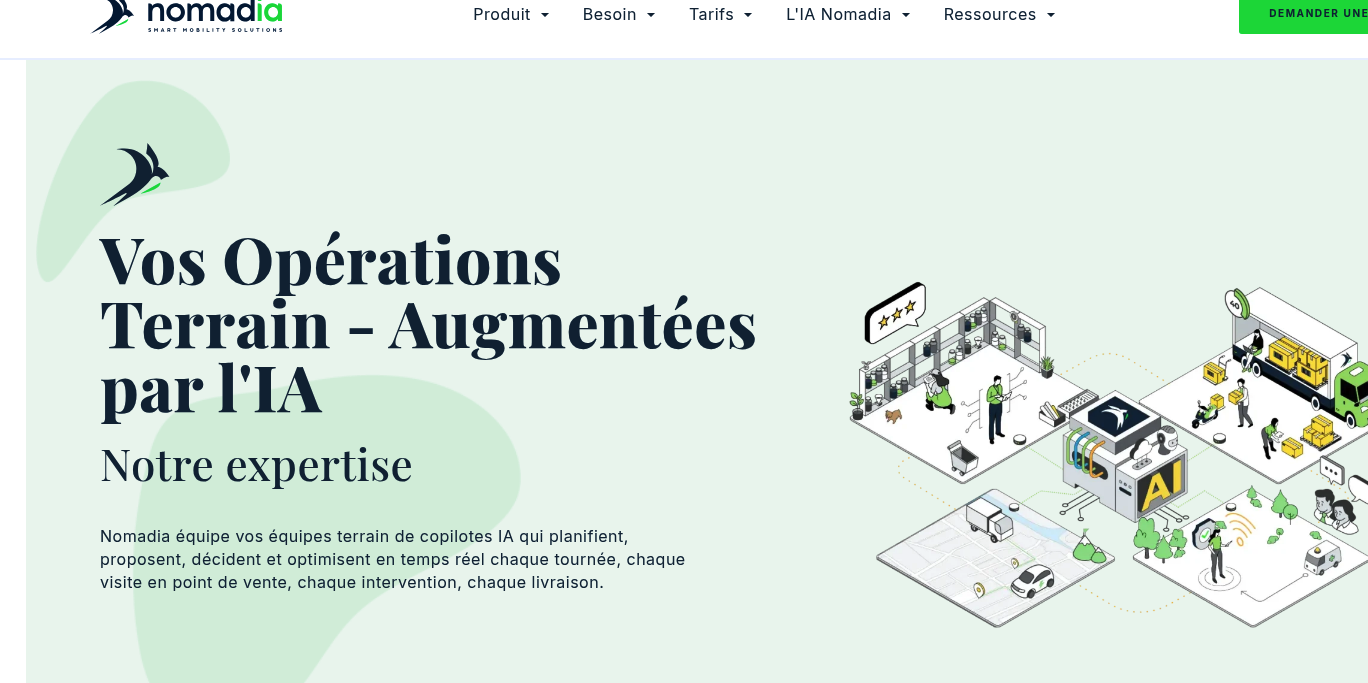 nomadia
SMART MOBILITY SOLUTIONS
Produit
Besoin
Tarifs
L'IA Nomadia
Ressources
DEMANDER UNE
Vos Opérations
Terrain - Augmentées
par l'IA
Notre expertise
Nomadia équipe vos équipes terrain de copilotes IA qui planifient,
proposent, décident et optimisent en temps réel chaque tournée, chaque
visite en point de vente, chaque intervention, chaque livraison.
AI